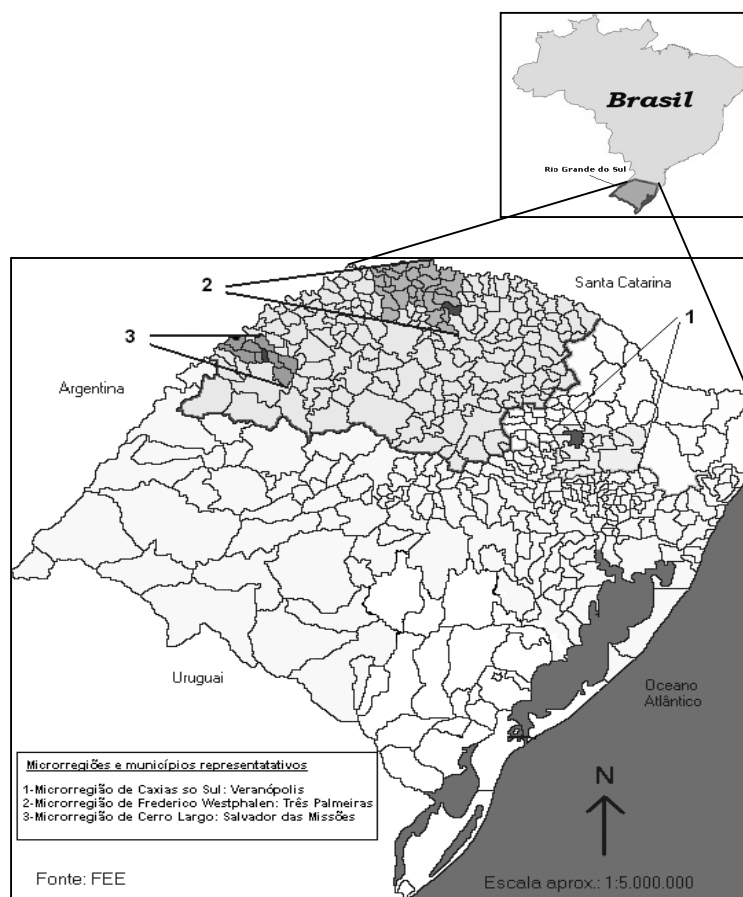 Brasil
Rio Grande do Sul
2
Santa Catarina
1
3
Argentina
Uruguai
Oceano
Atlântico
Microrregiões e municípios representatativos
1-Microrregião de Caxias so Sul: Veranópolis
2-Microrregião de Frederico Westphalen: Três Palmeiras
3-Microrregião de Cerro Largo: Salvador das Missões
N
Fonte: FEE
Escala aprox.: 1:5.000.000